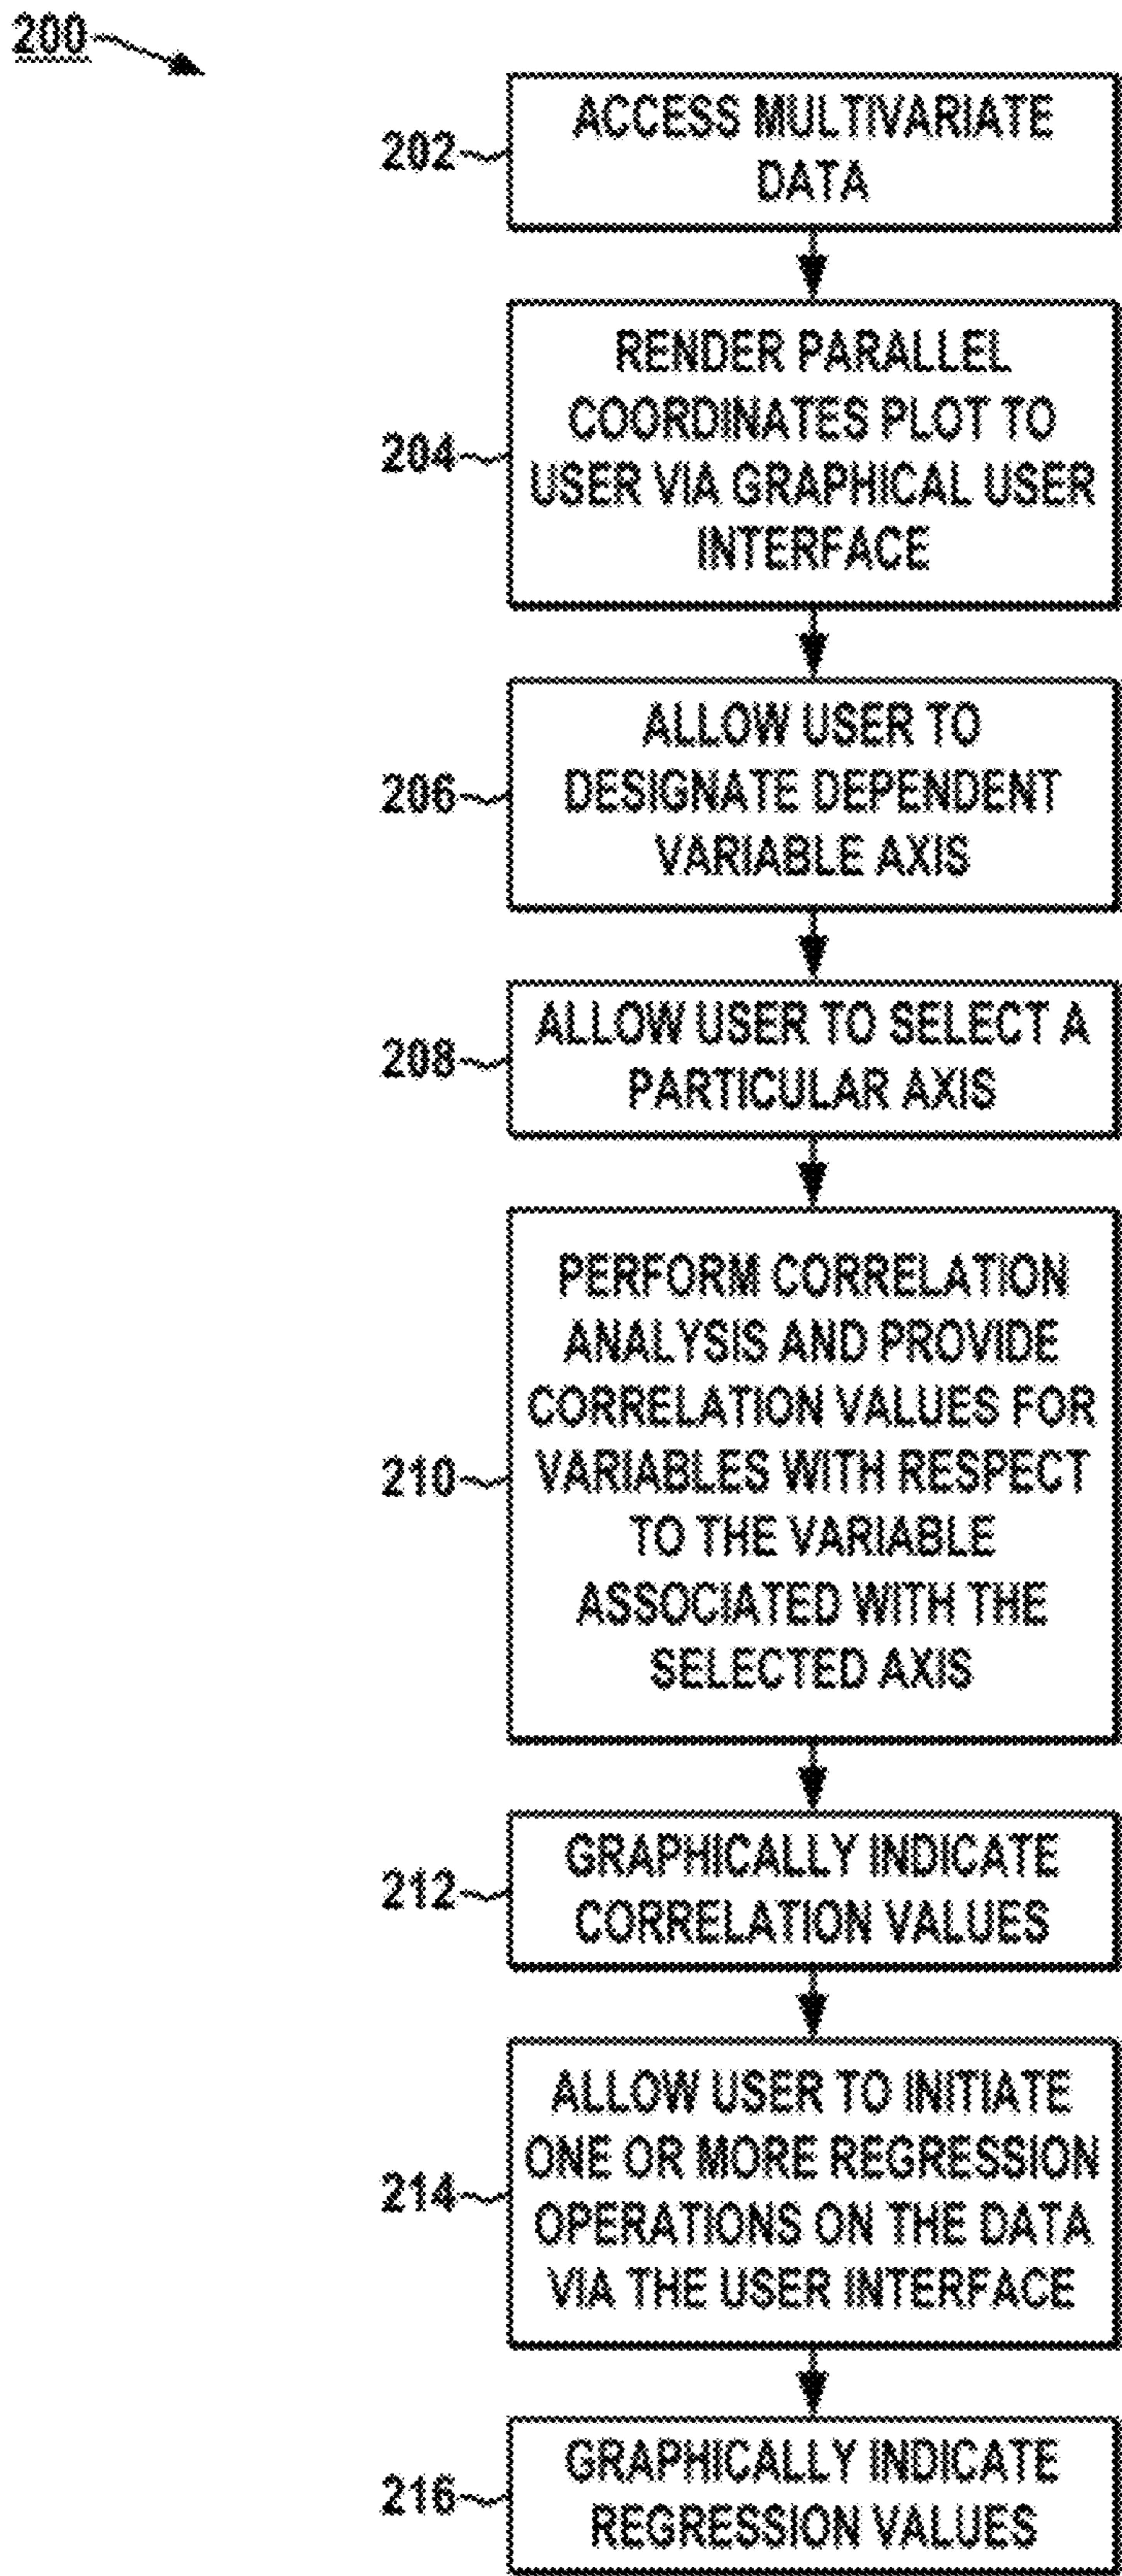 200
202
ACCESS MULTIVARIATE
DATA
204
RENDER PARALLEL
COORDINATES PLOT TO
USER VIA GRAPHICAL USER
INTERFACE
206
ALLOW USER TO
DESIGNATE DEPENDENT
VARIABLE AXIS
208
ALLOW USER TO SELECT A
PARTICULAR AXIS
210
PERFORM CORRELATION
ANALYSIS AND PROVIDE
CORRELATION VALUES FOR
VARIABLES WITH RESPECT
TO THE VARIABLE
ASSOCIATED WITH THE
SELECTED AXIS
212
GRAPHICALLY INDICATE
CORRELATION VALUES
214
ALLOW USER TO INITIATE
ONE OR MORE REGRESSION
OPERATIONS ON THE DATA
VIA THE USER INTERFACE
216
GRAPHICALLY INDICATE
REGRESSION VALUES